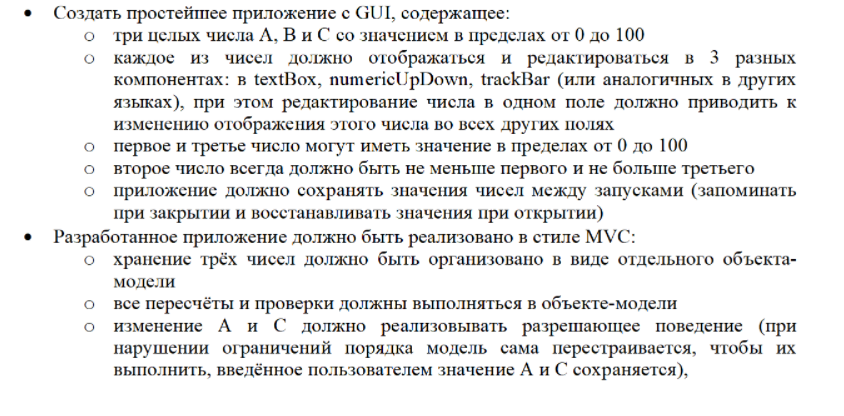 • Создать простейшее приложение с GUI, содержащее:
o три целых числа A, B и C со значением в пределах от 0 до 100
o каждое из чисел должно отображаться и редактироваться в 3 разных
компонентах: в textBox, numericUpDown, trackBar (или аналогичных в других
языках), при этом редактирование числа в одном поле должно приводить к
изменению отображения этого числа во всех других полях
o первое и третье число могут иметь значение в пределах от 0 до 100
o второе число всегда должно быть не меньше первого и не больше третьего
o приложение должно сохранять значения чисел между запусками (запоминать
при закрытии и восстанавливать значения при открытии)
• Разработанное приложение должно быть реализовано в стиле MVC:
o хранение трёх чисел должно быть организовано в виде отдельного объекта-
модели
o все пересчёты и проверки должны выполняться в объекте-модели
o изменение A и C должно реализовывать разрешающее поведение (при
нарушении ограничений порядка модель сама перестраивается, чтобы их
выполнить, введённое пользователем значение A и C сохраняется),